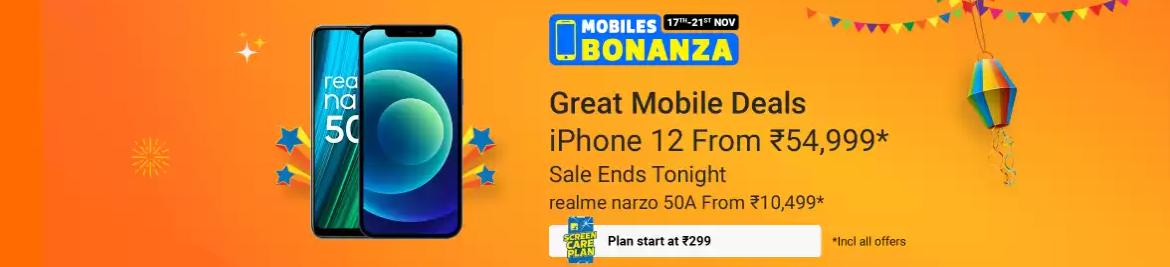 MOBILES 17TH-21ST NOV
BONANZA
rea
na
50
Great Mobile Deals
iPhone 12 From ₹54,999*
Sale Ends Tonight
realme narzo 50A From ₹10,499*
SCREEN
CARE
PLAN
Plan start at ₹299
*Incl all offers